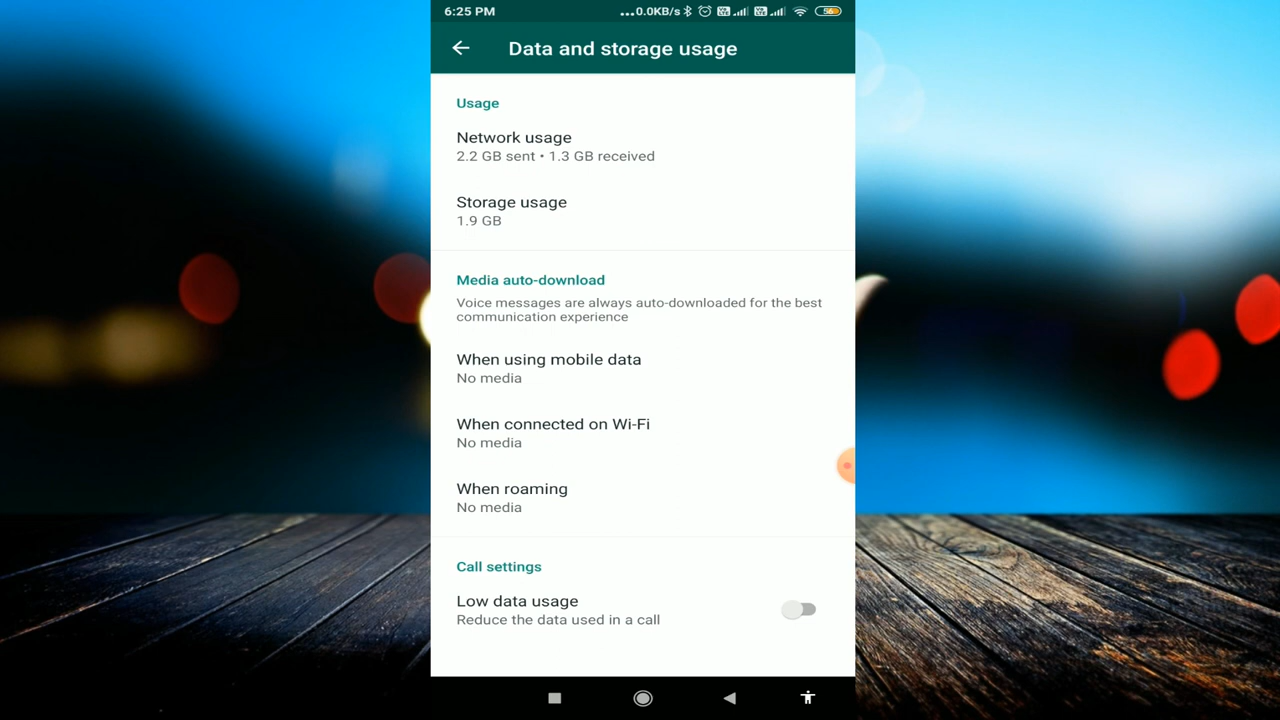 6:25 PM ...0.0KB/s 56
Data and storage usage
Usage
Network usage
2.2 GB sent • 1.3 GB received
Storage usage
1.9 GB
Media auto-download
Voice messages are always auto-downloaded for the best
communication experience
When using mobile data
No media
When connected on Wi-Fi
No media
When roaming
No media
Call settings
Low data usage
Reduce the data used in a call